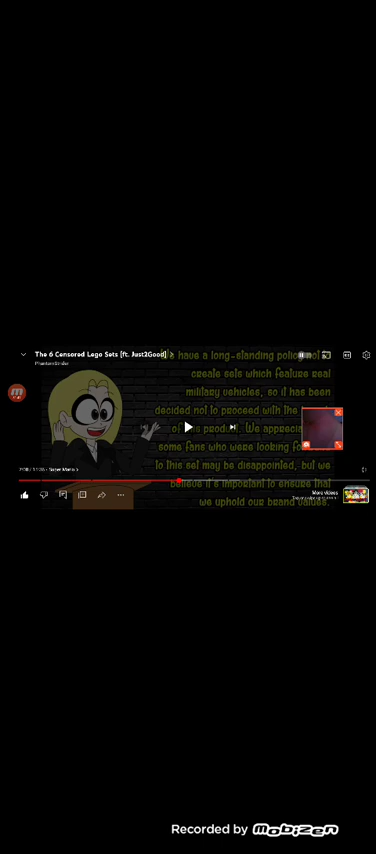 The 6 Censored Lego Sets [ft. Just2Good]
PhantomStrider
have a long-standing policy not
create sets which feature real
military vehicles, so it has been
decided not to proceed with the
of this product. We apprecia
some fans who were looking fo
to this set may be disappointed, but we
believe it's important to ensure that
we uphold our brand values.
More videos
Recorded by mobizen